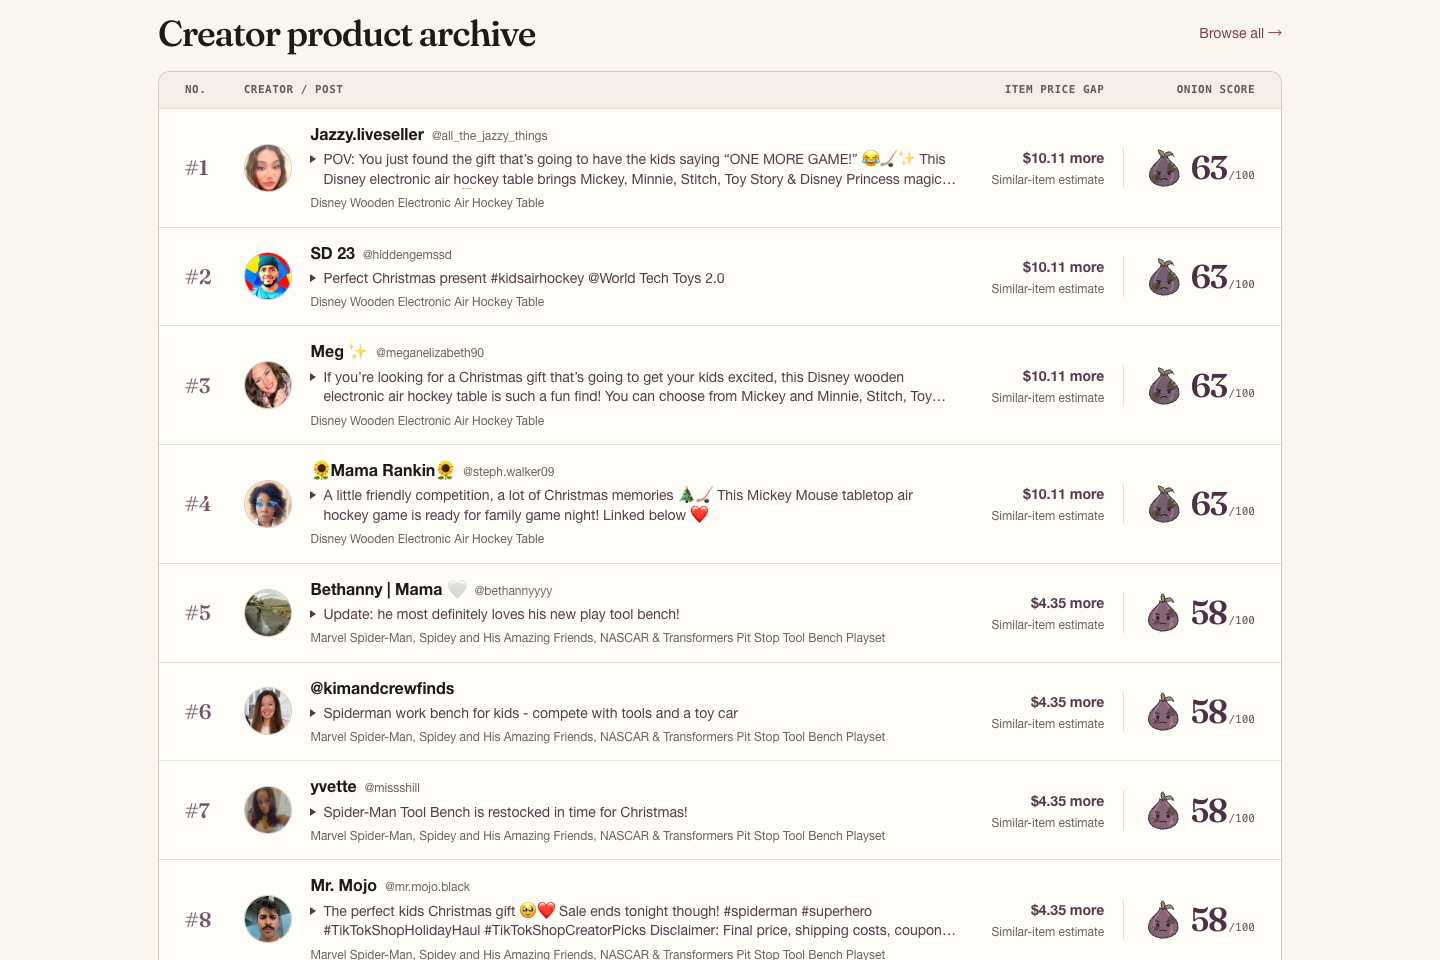 Creator product archive
Browse all →
NO.
CREATOR / POST
ITEM PRICE GAP
ONION SCORE
#1
Jazzy.liveseller @all_the_jazzy_things
POV: You just found the gift that’s going to have the kids saying “ONE MORE GAME!” 😂🏒✨ This
Disney electronic air hockey table brings Mickey, Minnie, Stitch, Toy Story & Disney Princess magic…
Disney Wooden Electronic Air Hockey Table
$10.11 more
Similar-item estimate
63/100
#2
SD 23 @hiddengemssd
Perfect Christmas present #kidsairhockey @World Tech Toys 2.0
Disney Wooden Electronic Air Hockey Table
$10.11 more
Similar-item estimate
63/100
#3
Meg ✨ @meganelizabeth90
If you’re looking for a Christmas gift that’s going to get your kids excited, this Disney wooden
electronic air hockey table is such a fun find! You can choose from Mickey and Minnie, Stitch, Toy…
Disney Wooden Electronic Air Hockey Table
$10.11 more
Similar-item estimate
63/100
#4
🌻Mama Rankin🌻 @steph.walker09
A little friendly competition, a lot of Christmas memories 🎄🏒 This Mickey Mouse tabletop air
hockey game is ready for family game night! Linked below ❤️
Disney Wooden Electronic Air Hockey Table
$10.11 more
Similar-item estimate
63/100
#5
Bethanny | Mama 🤍 @bethannyyyy
Update: he most definitely loves his new play tool bench!
Marvel Spider-Man, Spidey and His Amazing Friends, NASCAR & Transformers Pit Stop Tool Bench Playset
$4.35 more
Similar-item estimate
58/100
#6
@kimandcrewfinds
Spiderman work bench for kids - compete with tools and a toy car
Marvel Spider-Man, Spidey and His Amazing Friends, NASCAR & Transformers Pit Stop Tool Bench Playset
$4.35 more
Similar-item estimate
58/100
#7
yvette @missshill
Spider-Man Tool Bench is restocked in time for Christmas!
Marvel Spider-Man, Spidey and His Amazing Friends, NASCAR & Transformers Pit Stop Tool Bench Playset
$4.35 more
Similar-item estimate
58/100
#8
Mr. Mojo @mr.mojo.black
The perfect kids Christmas gift 🥹❤️ Sale ends tonight though! #spiderman #superhero
#TikTokShopHolidayHaul #TikTokShopCreatorPicks Disclaimer: Final price, shipping costs, coupon…
Marvel Spider-Man, Spidey and His Amazing Friends, NASCAR & Transformers Pit Stop Tool Bench Playset
$4.35 more
Similar-item estimate
58/100